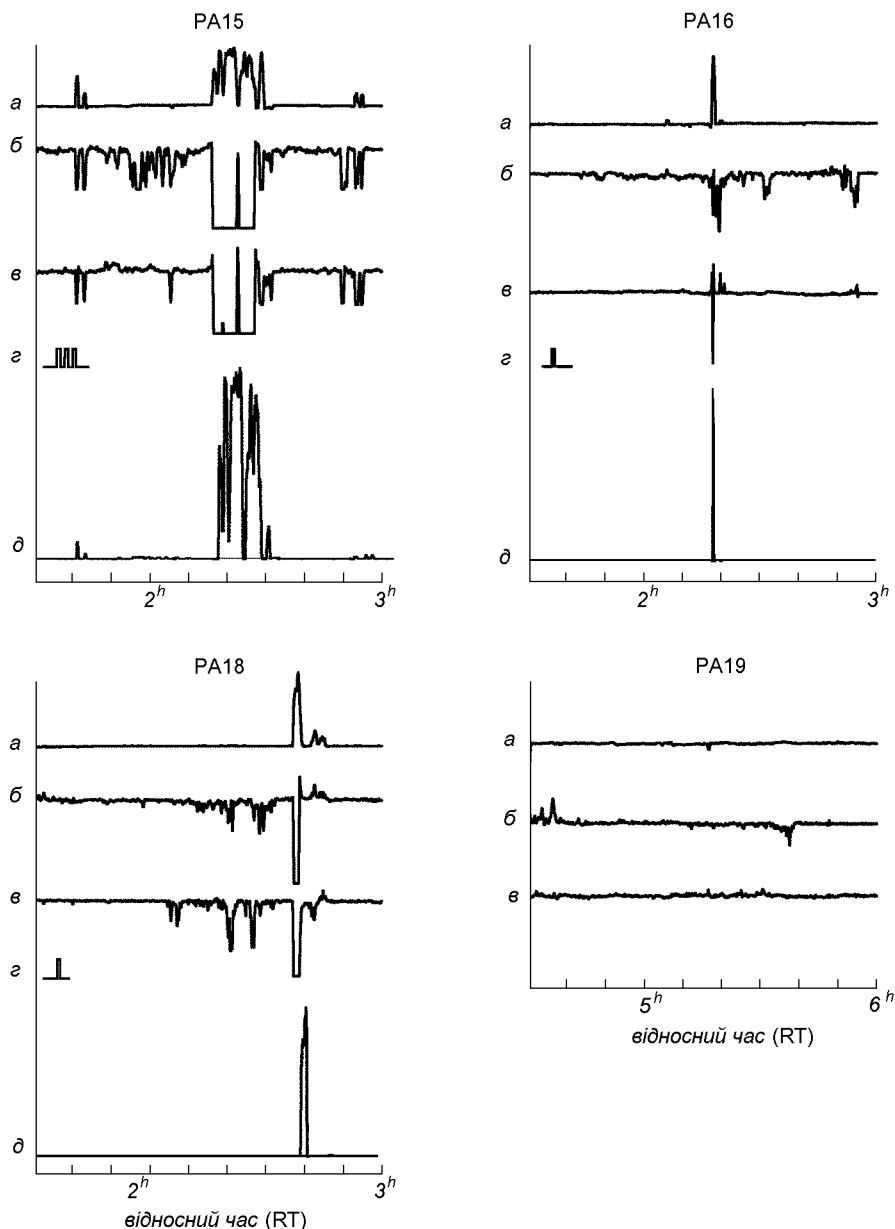 PA15
а
б
в
г
д
2ʰ 3ʰ
PA16
а
б
в
г
д
2ʰ 3ʰ
PA18
а
б
в
г
д
2ʰ 3ʰ
відносний час (RT)
PA19
а
б
в
5ʰ 6ʰ
відносний час (RT)